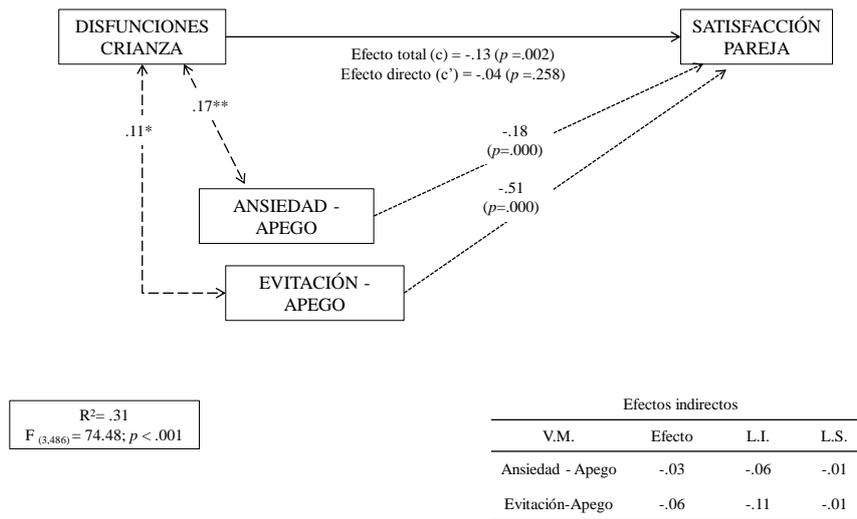 DISFUNCIONES
CRIANZA
SATISFACCIÓN
PAREJA
Efecto total (c) = -.13 (p =.002)
Efecto directo (c’) = -.04 (p =.258)
.17**
.11*
-.18
(p=.000)
-.51
(p=.000)
ANSIEDAD -
APEGO
EVITACIÓN -
APEGO
R²= .31
F (3,486) = 74.48; p < .001
Efectos indirectos
V.M. Efecto L.I. L.S.
Ansiedad - Apego -.03 -.06 -.01
Evitación-Apego -.06 -.11 -.01